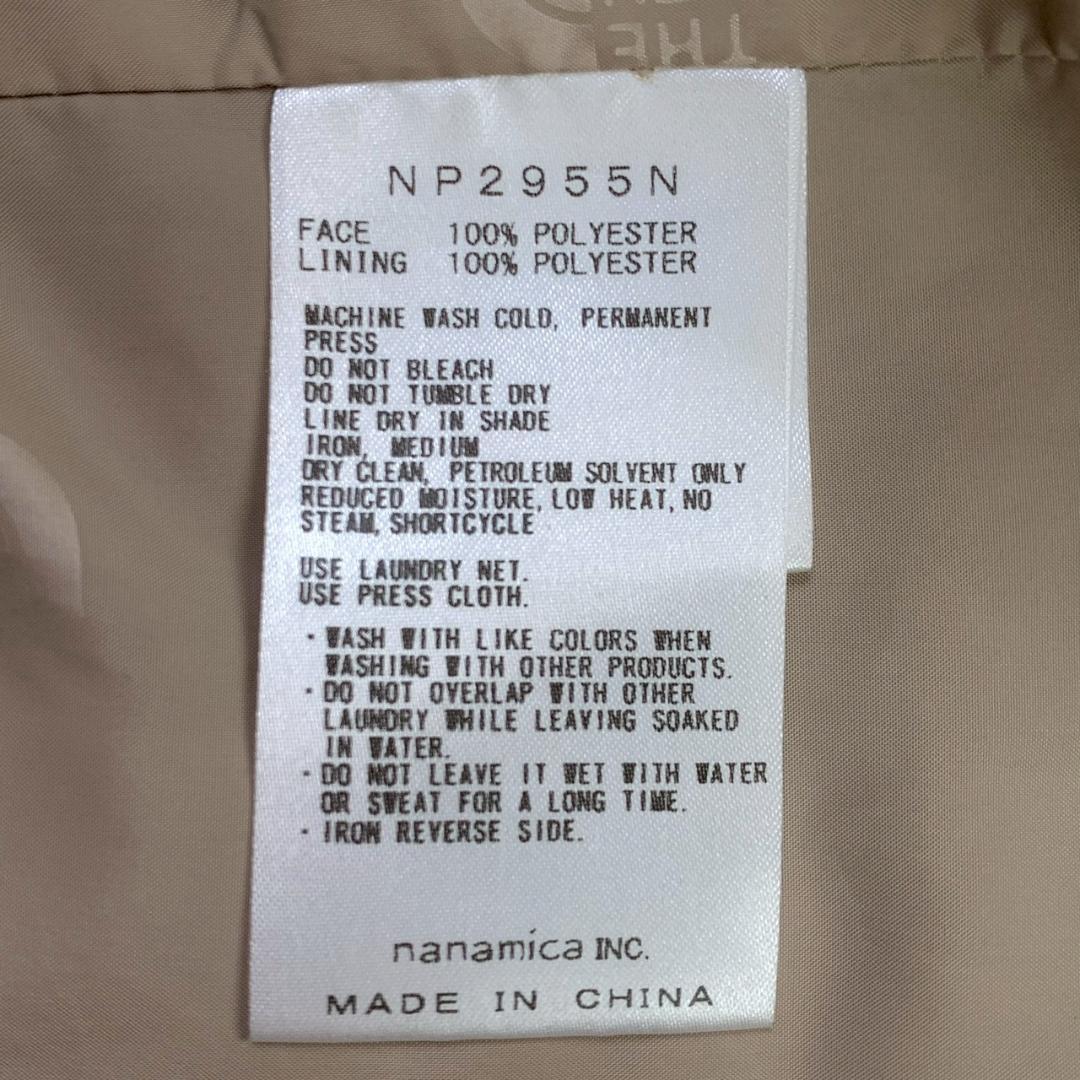 THE
NP2955N
FACE 100% POLYESTER
LINING 100% POLYESTER
MACHINE WASH COLD, PERMANENT
PRESS
DO NOT BLEACH
DO NOT TUMBLE DRY
LINE DRY IN SHADE
IRON, MEDIUM
DRY CLEAN, PETROLEUM SOLVENT ONLY
REDUCED MOISTURE, LOW HEAT, NO
STEAM, SHORTCYCLE
USE LAUNDRY NET.
USE PRESS CLOTH.
・WASH WITH LIKE COLORS WHEN
WASHING WITH OTHER PRODUCTS.
・DO NOT OVERLAP WITH OTHER
LAUNDRY WHILE LEAVING SOAKED
IN WATER.
・DO NOT LEAVE IT WET WITH WATER
OR SWEAT FOR A LONG TIME.
・IRON REVERSE SIDE.
nanamica INC.
MADE IN CHINA